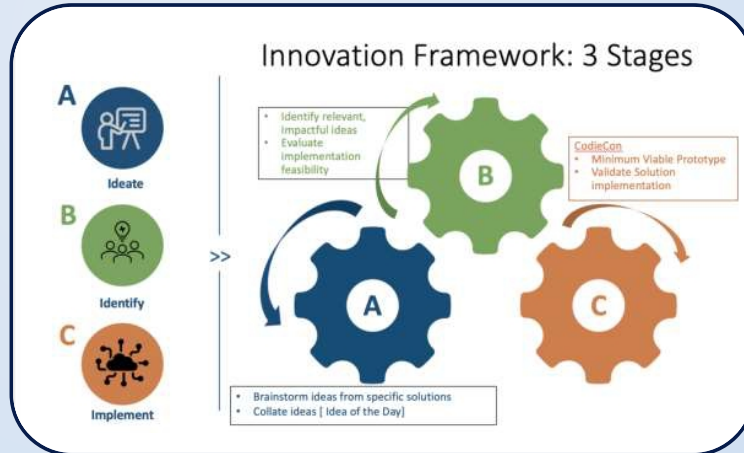 Innovation Framework: 3 Stages
A
Ideate
B
Identify
C
Implement
>>
• Identify relevant,
Impactful ideas
• Evaluate
implementation
feasibility
B
CodieCon
• Minimum Viable Prototype
• Validate Solution
implementation
A
C
• Brainstorm ideas from specific solutions
• Collate ideas [ Idea of the Day]